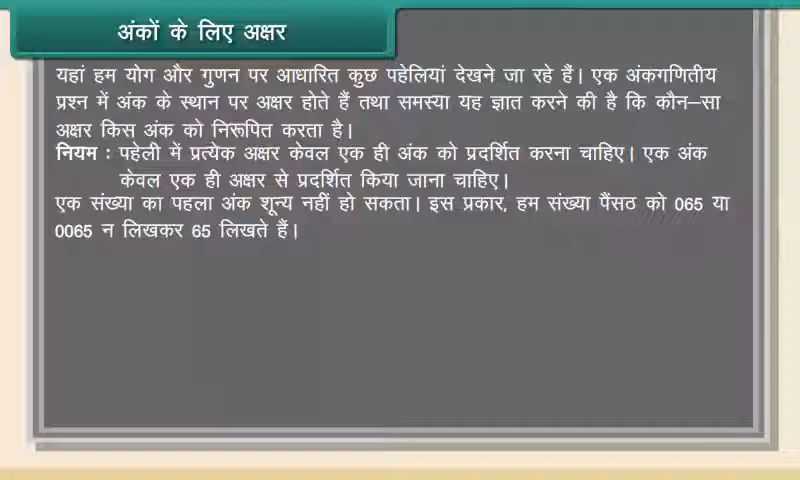 अंकों के लिए अक्षर
यहां हम योग और गुणन पर आधारित कुछ पहेलियां देखने जा रहे हैं। एक अंकगणितीय
प्रश्न में अंक के स्थान पर अक्षर होते हैं तथा समस्या यह ज्ञात करने की है कि कौन–सा
अक्षर किस अंक को निरूपित करता है।
नियम : पहेली में प्रत्येक अक्षर केवल एक ही अंक को प्रदर्शित करना चाहिए। एक अंक
केवल एक ही अक्षर से प्रदर्शित किया जाना चाहिए।
एक संख्या का पहला अंक शून्य नहीं हो सकता। इस प्रकार, हम संख्या पैंसठ को 065 या
0065 न लिखकर 65 लिखते हैं।